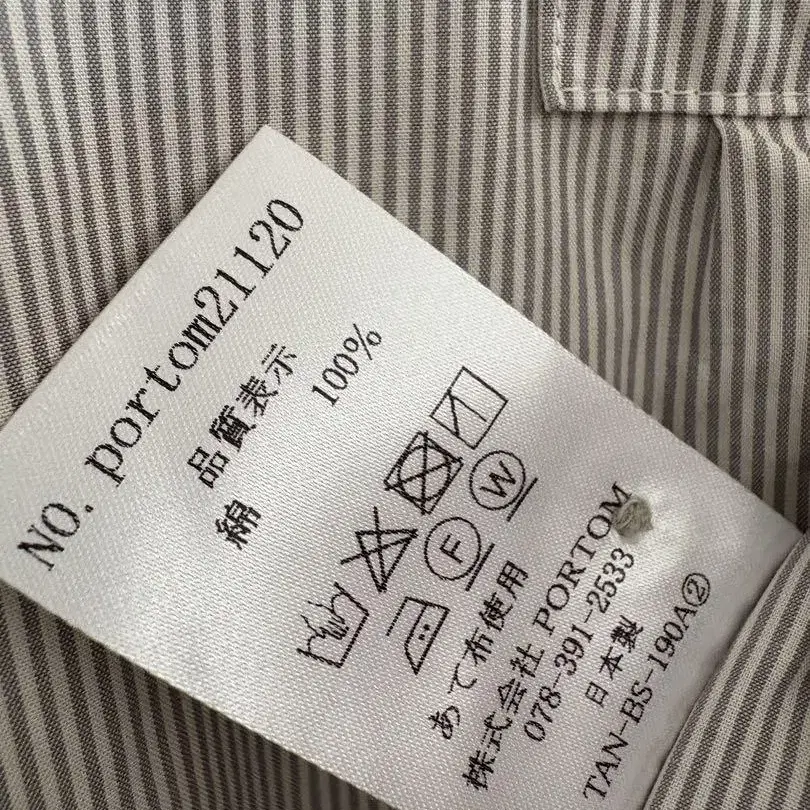 NO. portom21120
品質表示
綿 100%
W
F
あて布使用
株式会社 PORTOM
078-391-2533
日本製
TAN-BS-190A②